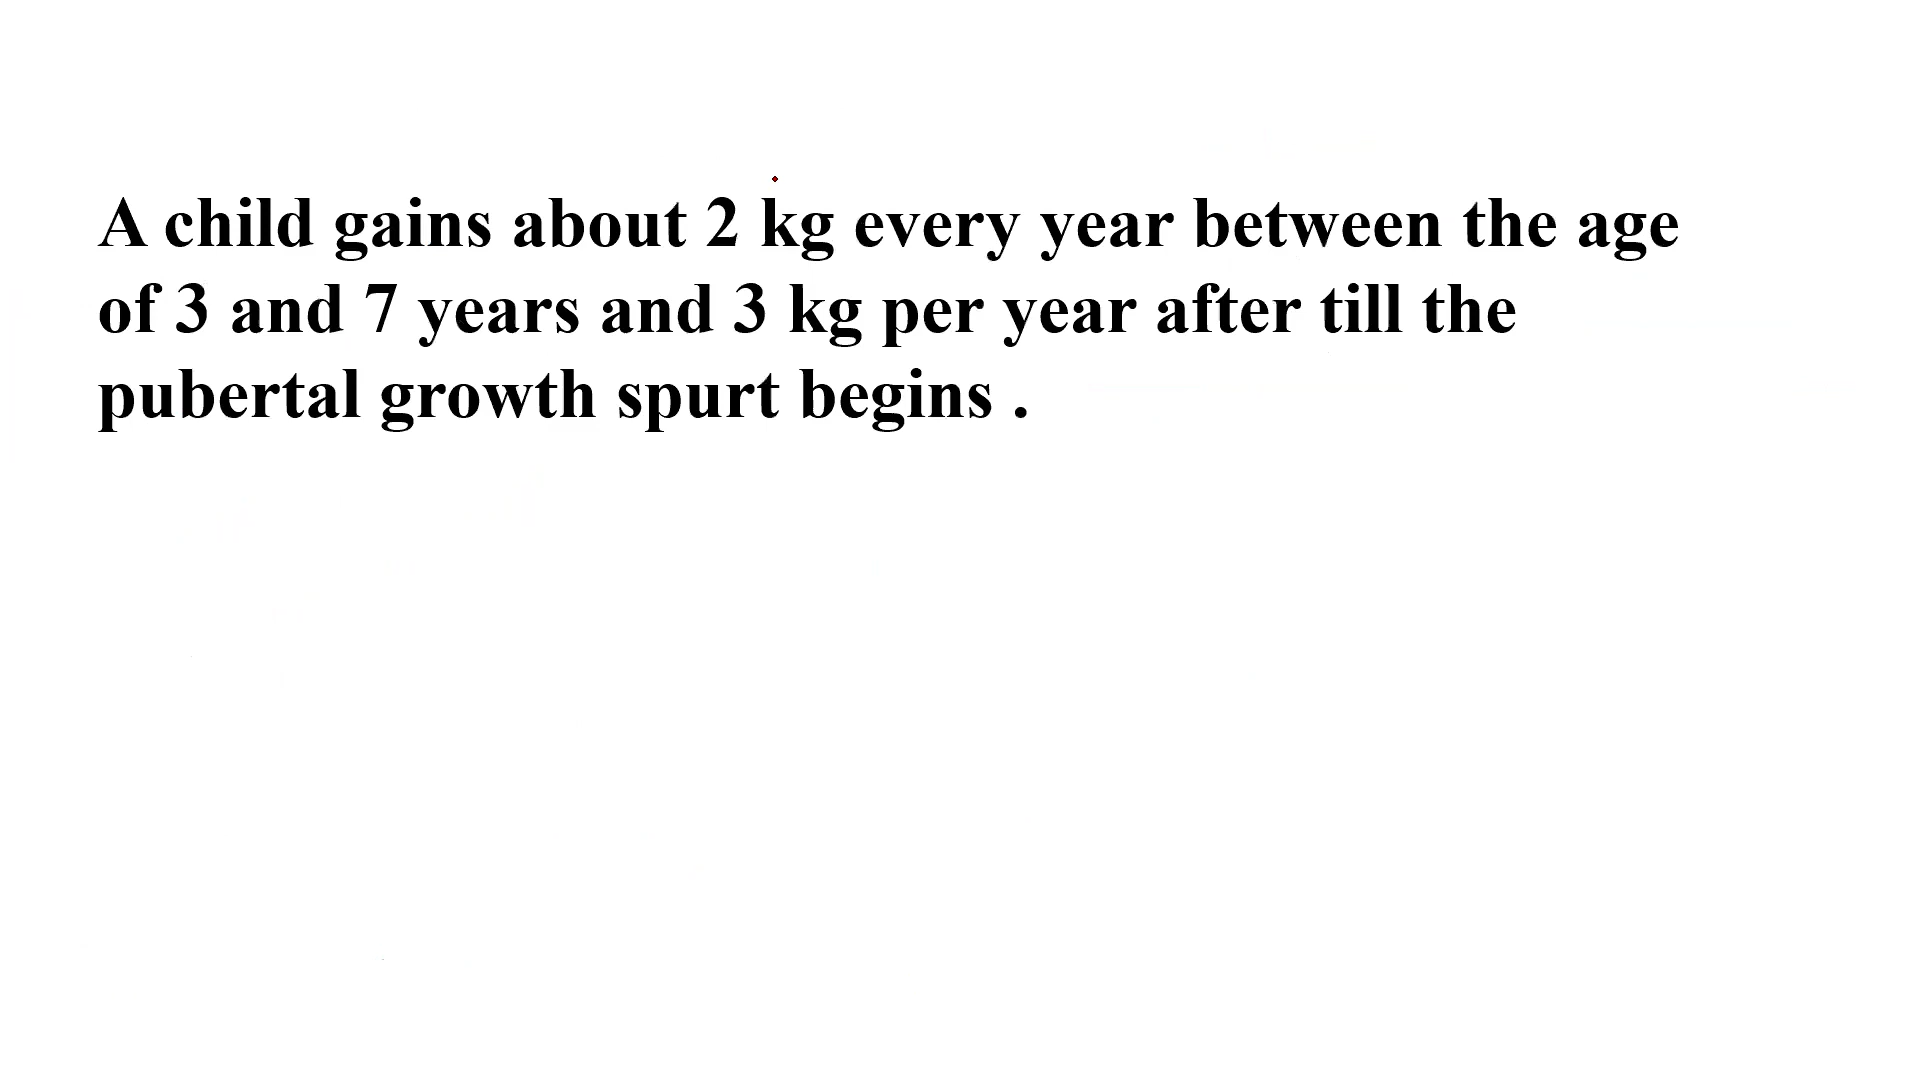 A child gains about 2 kg every year between the age
of 3 and 7 years and 3 kg per year after till the
pubertal growth spurt begins .